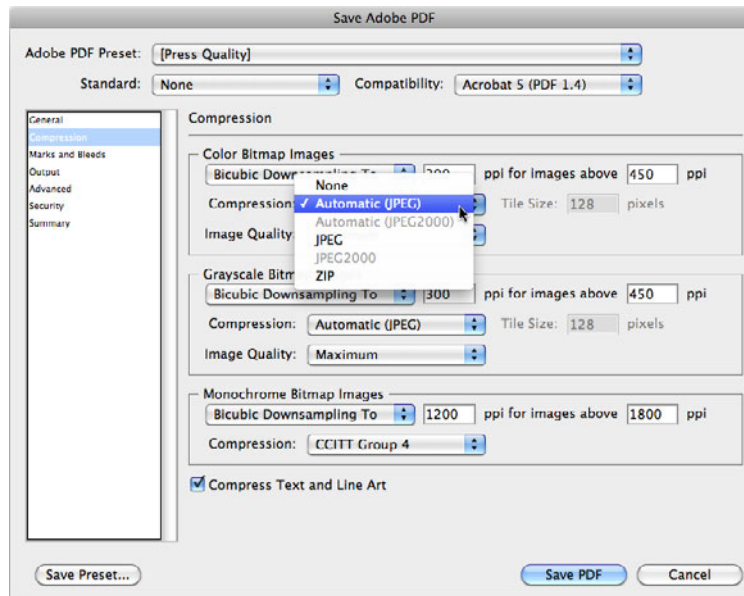 Save Adobe PDF
Adobe PDF Preset: [Press Quality]
Standard: None Compatibility: Acrobat 5 (PDF 1.4)
General
Compression
Marks and Bleeds
Output
Advanced
Security
Summary
Compression
Color Bitmap Images
Bicubic Downsampling To ppi for images above 450 ppi
Compression: Tile Size: 128 pixels
Image Quality:
None
✓ Automatic (JPEG)
Automatic (JPEG2000)
JPEG
JPEG2000
ZIP
Grayscale Bitmap
Bicubic Downsampling To 300 ppi for images above 450 ppi
Compression: Automatic (JPEG) Tile Size: 128 pixels
Image Quality: Maximum
Monochrome Bitmap Images
Bicubic Downsampling To 1200 ppi for images above 1800 ppi
Compression: CCITT Group 4
Compress Text and Line Art
Save Preset... Save PDF Cancel